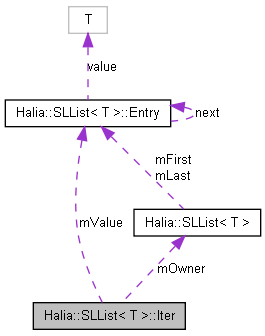 T
value
Halia::SLList< T >::Entry
next
mFirst
mLast
mValue
Halia::SLList< T >
mOwner
Halia::SLList< T >::Iter